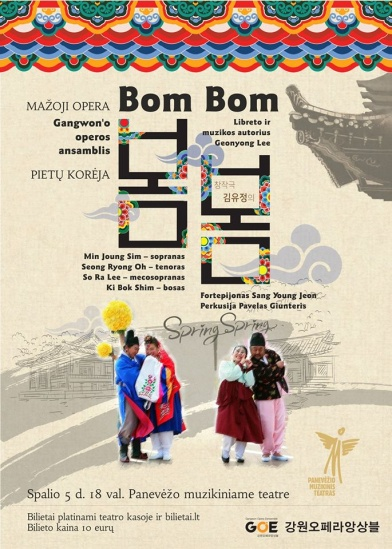 MAŽOJI OPERA
Bom Bom
Gangwon'o
operos
ansamblis
PIETŲ KORĖJA
Libreto ir
muzikos autorius
Geonyong Lee
봄봄
창작극
김유정의
Min Joung Sim – sopranas
Seong Ryong Oh – tenoras
So Ra Lee – mecosopranas
Ki Bok Shim – bosas
Fortepijonas Sang Young Jeon
Perkusija Pavelas Giunteris
Spring Spring
PANEVĖŽIO
MUZIKINIS
TEATRAS
Spalio 5 d. 18 val. Panevėžio muzikiniame teatre
Bilietai platinami teatro kasoje ir bilietai.lt
Bilieto kaina 10 eurų
GOE 강원오페라앙상블